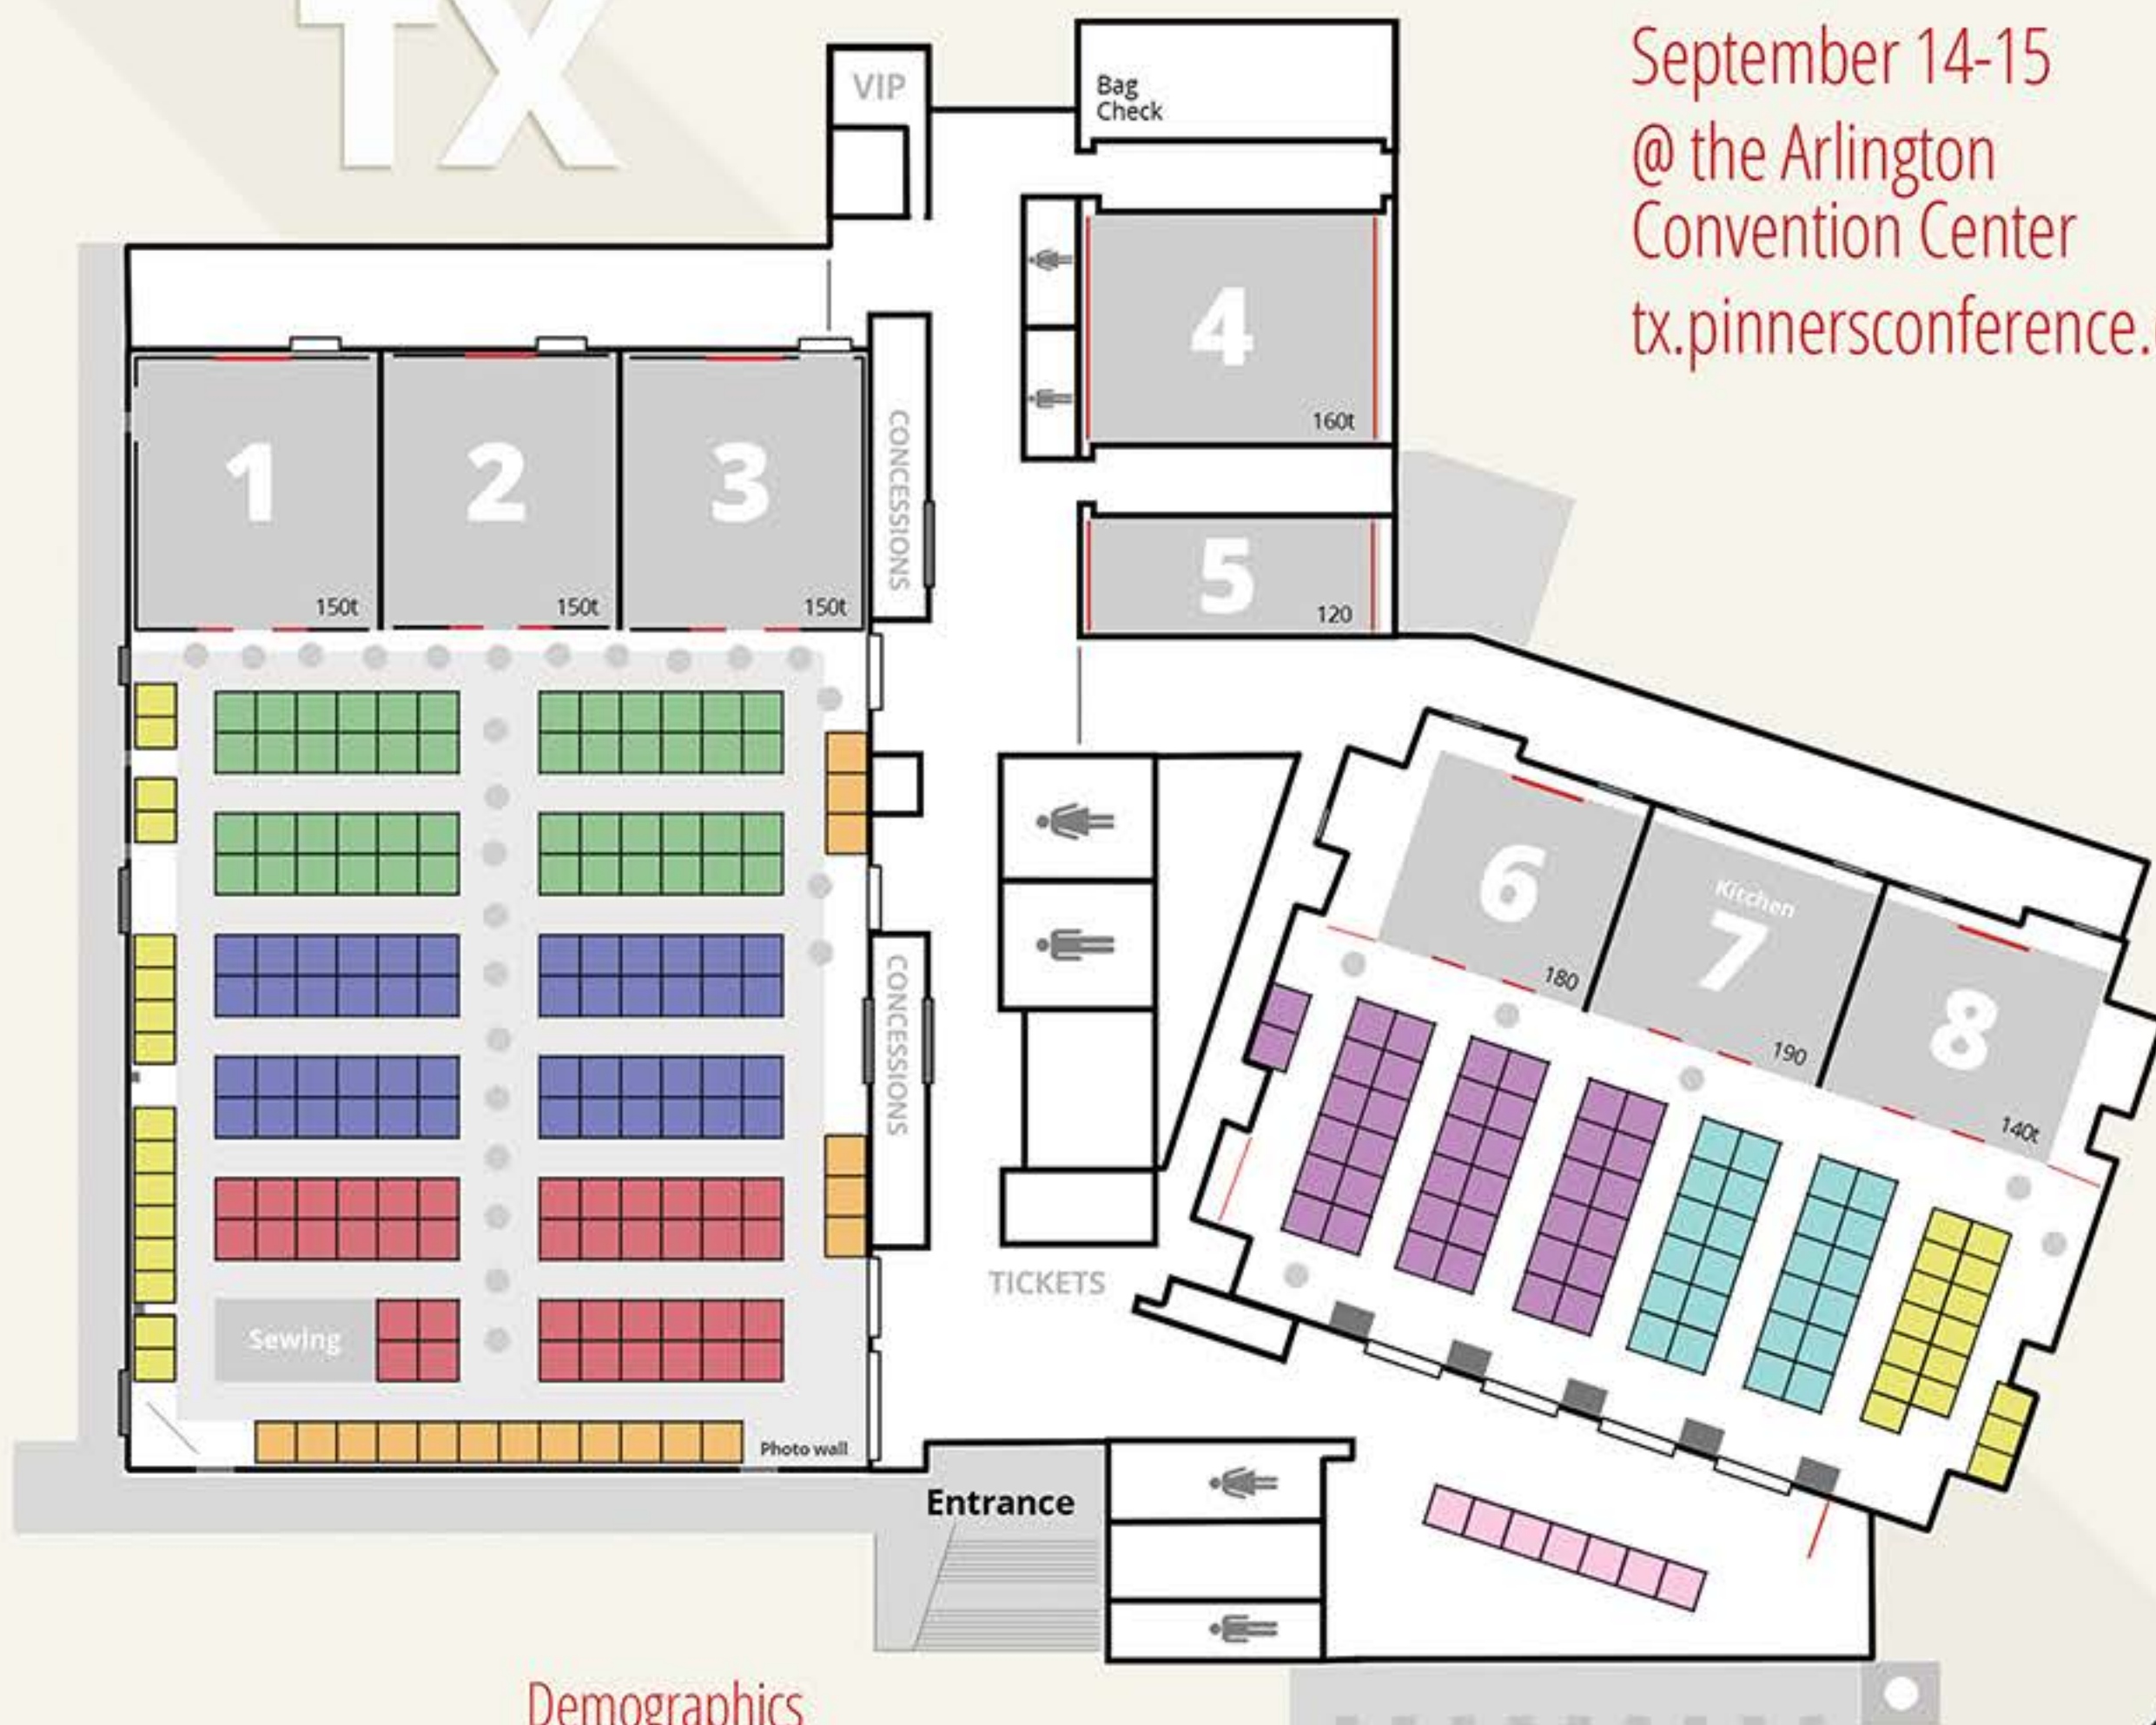 TX
September 14-15
@ the Arlington
Convention Center
tx.pinnersconference.
VIP
Bag
Check
4
160t
1
150t
2
150t
3
150t
CONCESSIONS
5
120
6
180
Kitchen
7
190
8
140t
CONCESSIONS
TICKETS
Sewing
Photo wall
Entrance
Demographics